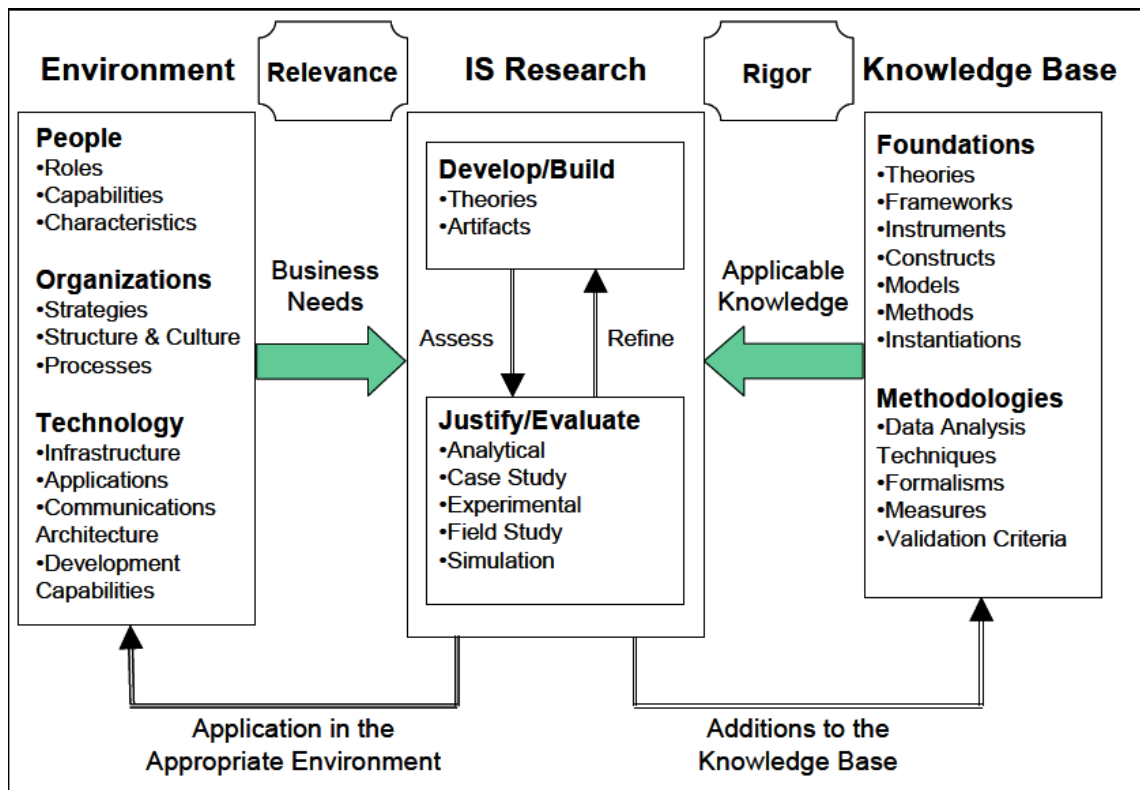 Environment
Relevance
IS Research
Rigor
Knowledge Base
People
•Roles
•Capabilities
•Characteristics
Organizations
•Strategies
•Structure & Culture
•Processes
Technology
•Infrastructure
•Applications
•Communications
Architecture
•Development
Capabilities
Business
Needs
Develop/Build
•Theories
•Artifacts
Assess
Refine
Justify/Evaluate
•Analytical
•Case Study
•Experimental
•Field Study
•Simulation
Applicable
Knowledge
Foundations
•Theories
•Frameworks
•Instruments
•Constructs
•Models
•Methods
•Instantiations
Methodologies
•Data Analysis
Techniques
•Formalisms
•Measures
•Validation Criteria
Application in the
Appropriate Environment
Additions to the
Knowledge Base